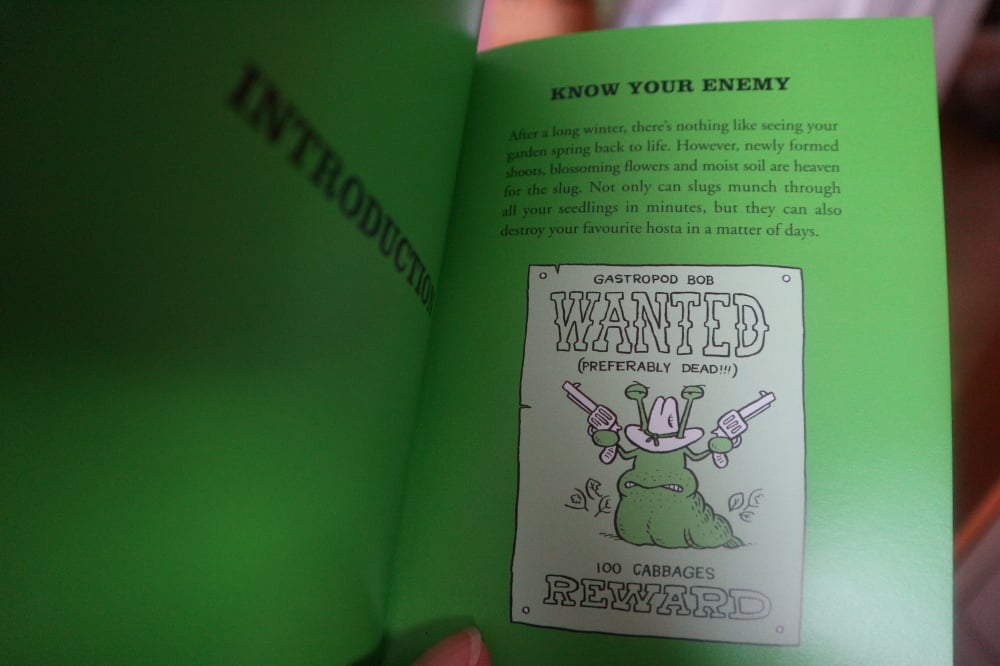 INTRODUCTION
KNOW YOUR ENEMY
After a long winter, there's nothing like seeing your
garden spring back to life. However, newly formed
shoots, blossoming flowers and moist soil are heaven
for the slug. Not only can slugs munch through
all your seedlings in minutes, but they can also
destroy your favourite hosta in a matter of days.
GASTROPOD BOB
WANTED
(PREFERABLY DEAD!!!)
100 CABBAGES
REWARD